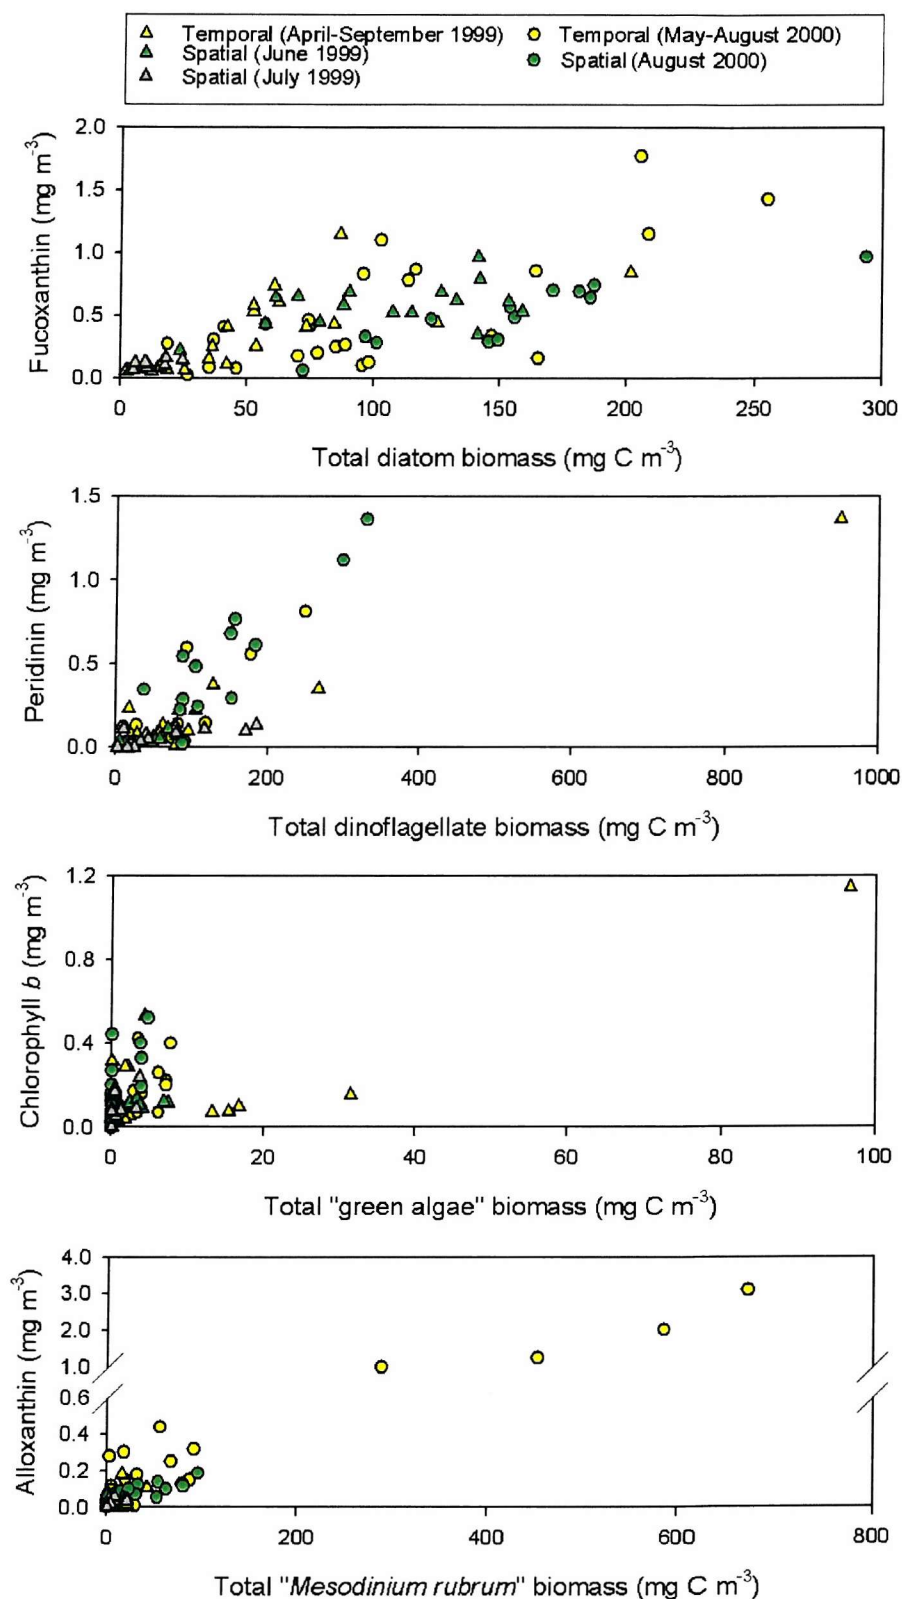 Temporal (April-September 1999)
Temporal (May-August 2000)
Spatial (June 1999)
Spatial (August 2000)
Spatial (July 1999)
2.0
1.5
1.0
0.5
0.0
Fucoxanthin (mg m⁻³)
0 50 100 150 200 250 300
Total diatom biomass (mg C m⁻³)
1.5
1.0
0.5
0.0
Peridinin (mg m⁻³)
0 200 400 600 800 1000
Total dinoflagellate biomass (mg C m⁻³)
1.2
0.8
0.4
0.0
Chlorophyll b (mg m⁻³)
0 20 40 60 80 100
Total "green algae" biomass (mg C m⁻³)
4.0
3.0
2.0
1.0
0.6
0.4
0.2
0.0
Alloxanthin (mg m⁻³)
0 200 400 600 800
Total "Mesodinium rubrum" biomass (mg C m⁻³)